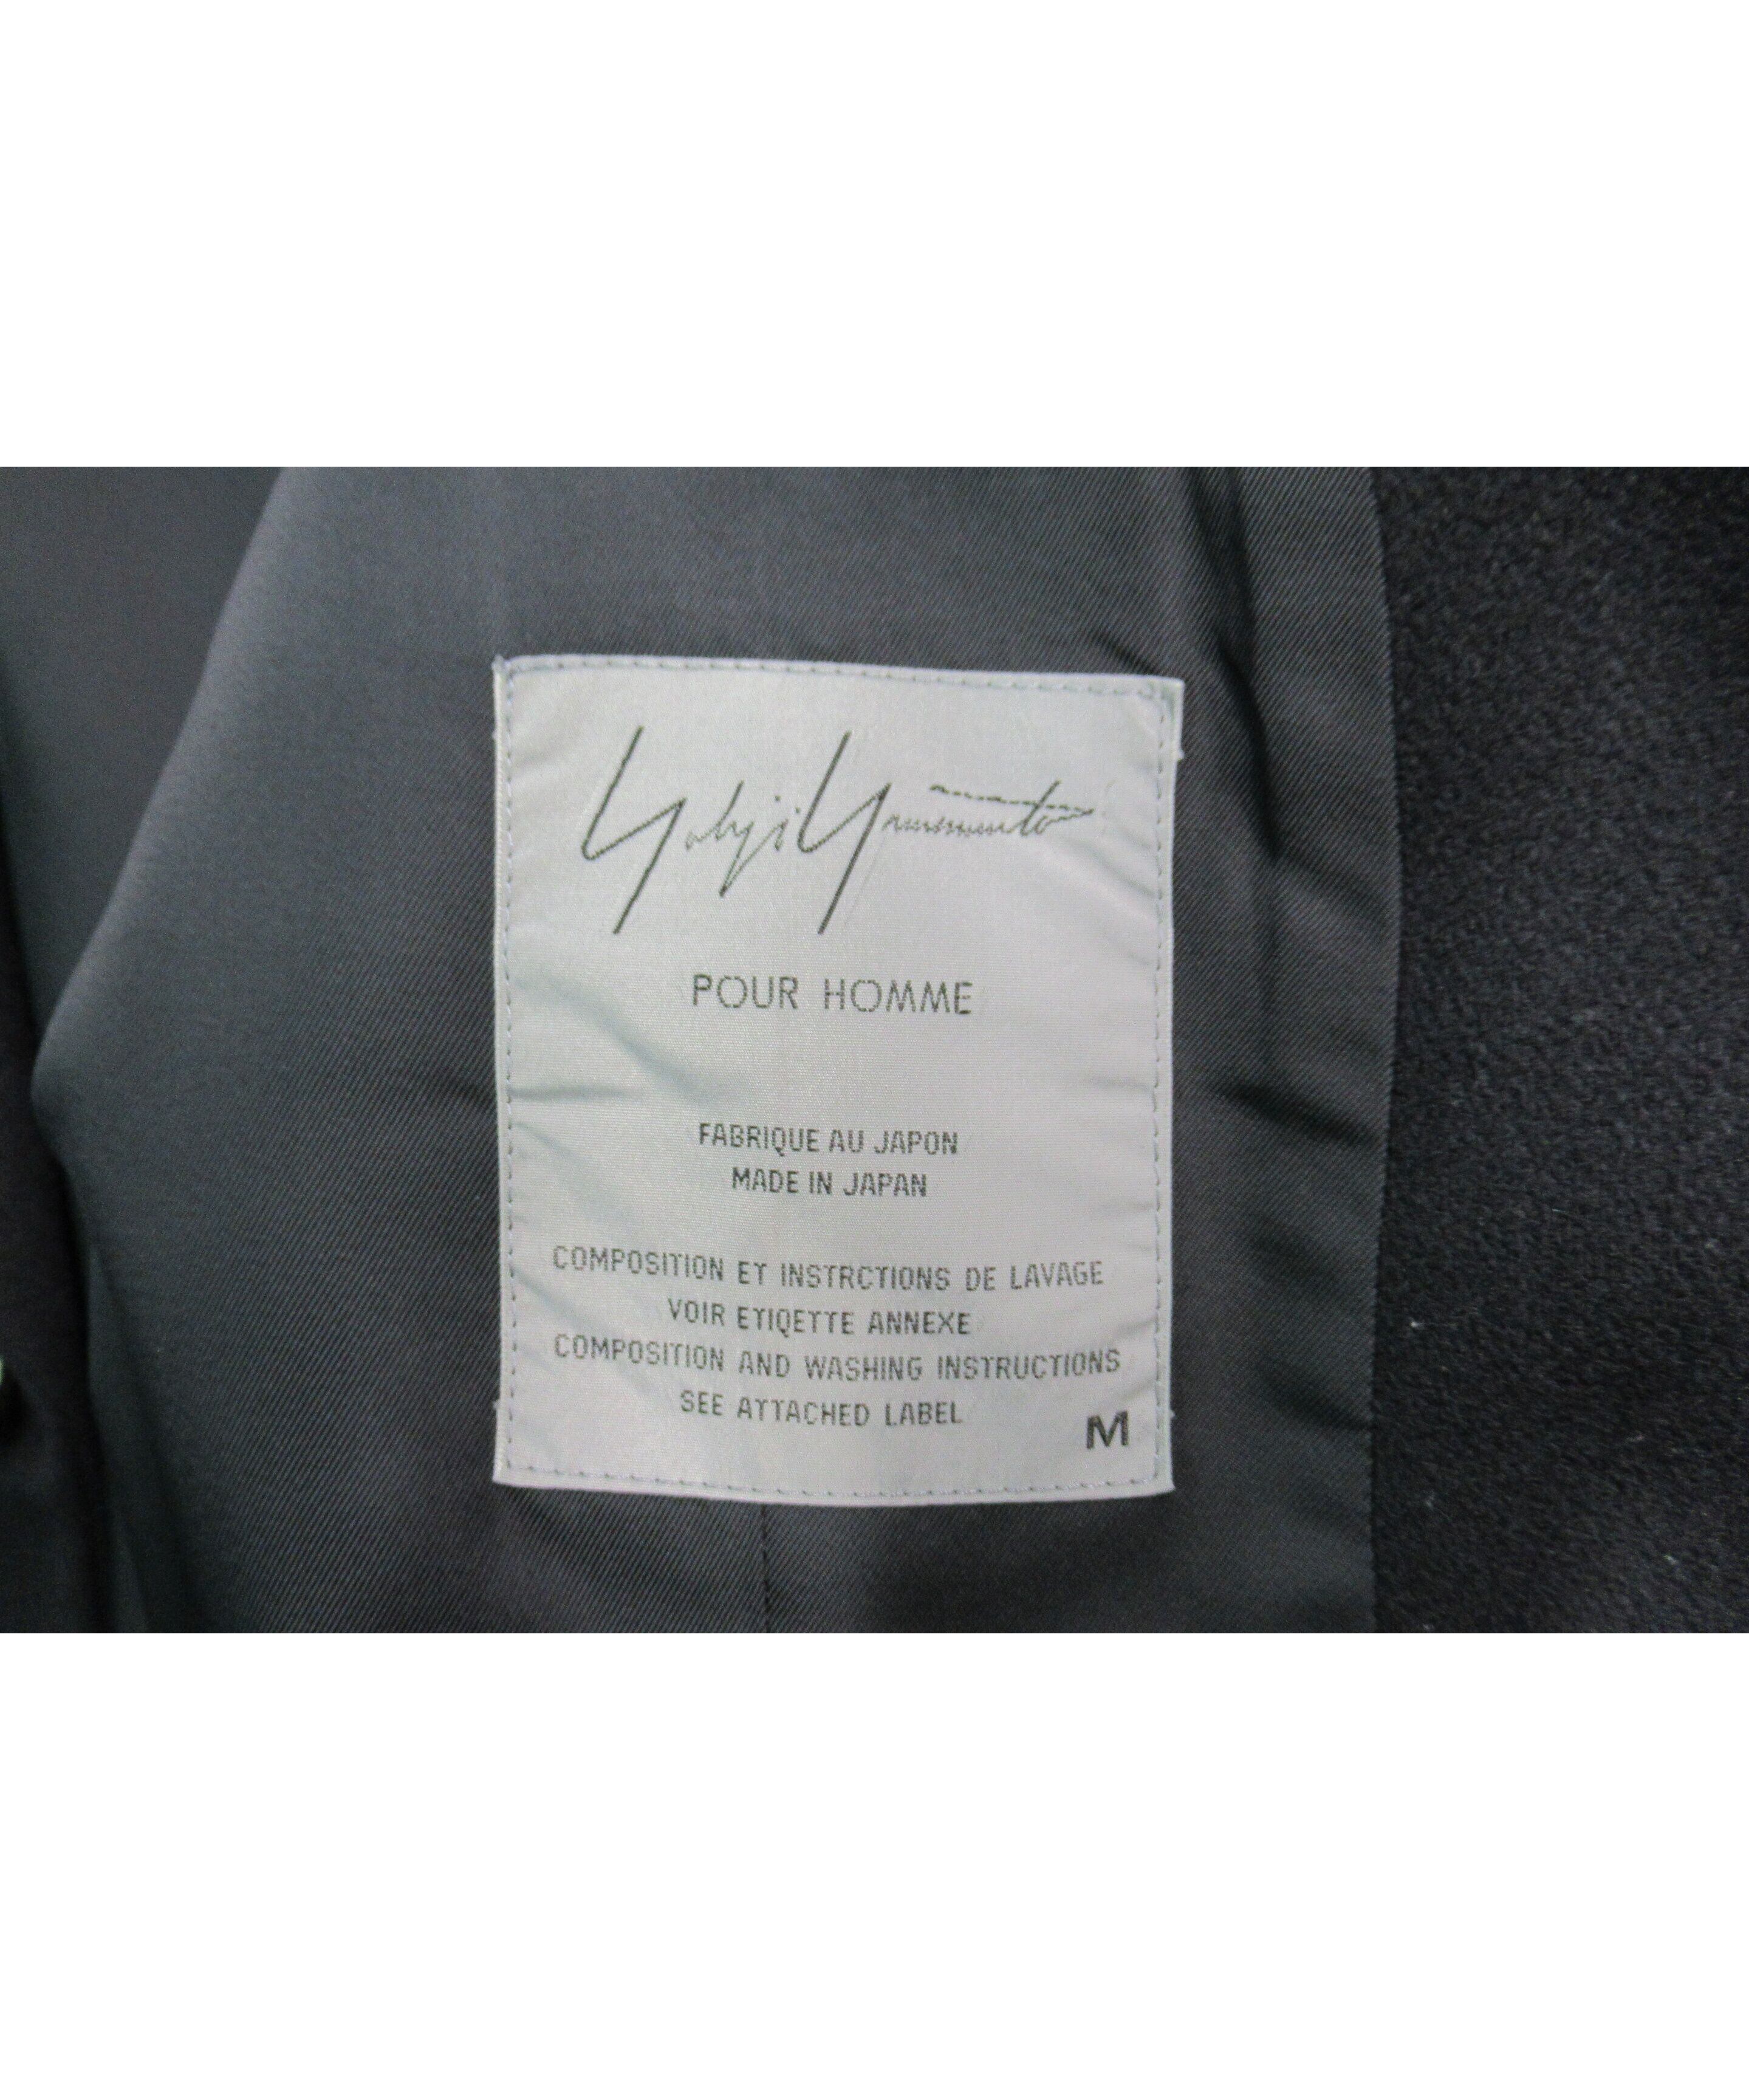 Yohji Yamamoto
POUR HOMME
FABRIQUE AU JAPON
MADE IN JAPAN
COMPOSITION ET INSTRCTIONS DE LAVAGE
VOIR ETIQETTE ANNEXE
COMPOSITION AND WASHING INSTRUCTIONS
SEE ATTACHED LABEL
M